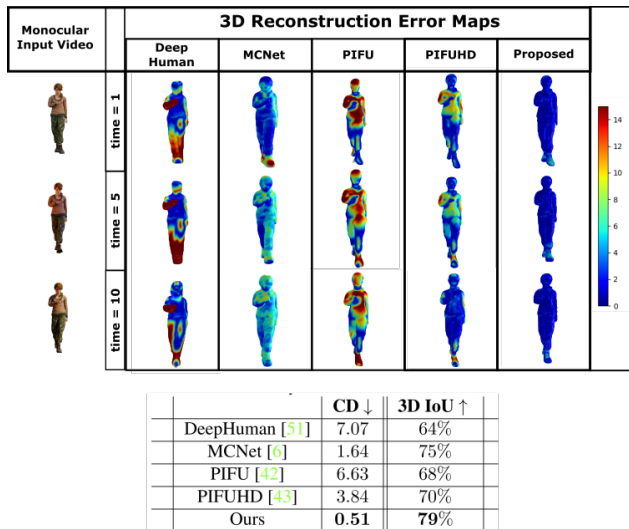 Monocular
Input Video
3D Reconstruction Error Maps
Deep
Human
MCNet
PIFU
PIFUHD
Proposed
time = 1
time = 5
time = 10
14
12
10
8
6
4
2
0
CD ↓ 3D IoU ↑
DeepHuman [51] 7.07 64%
MCNet [6] 1.64 75%
PIFU [42] 6.63 68%
PIFUHD [43] 3.84 70%
Ours 0.51 79%